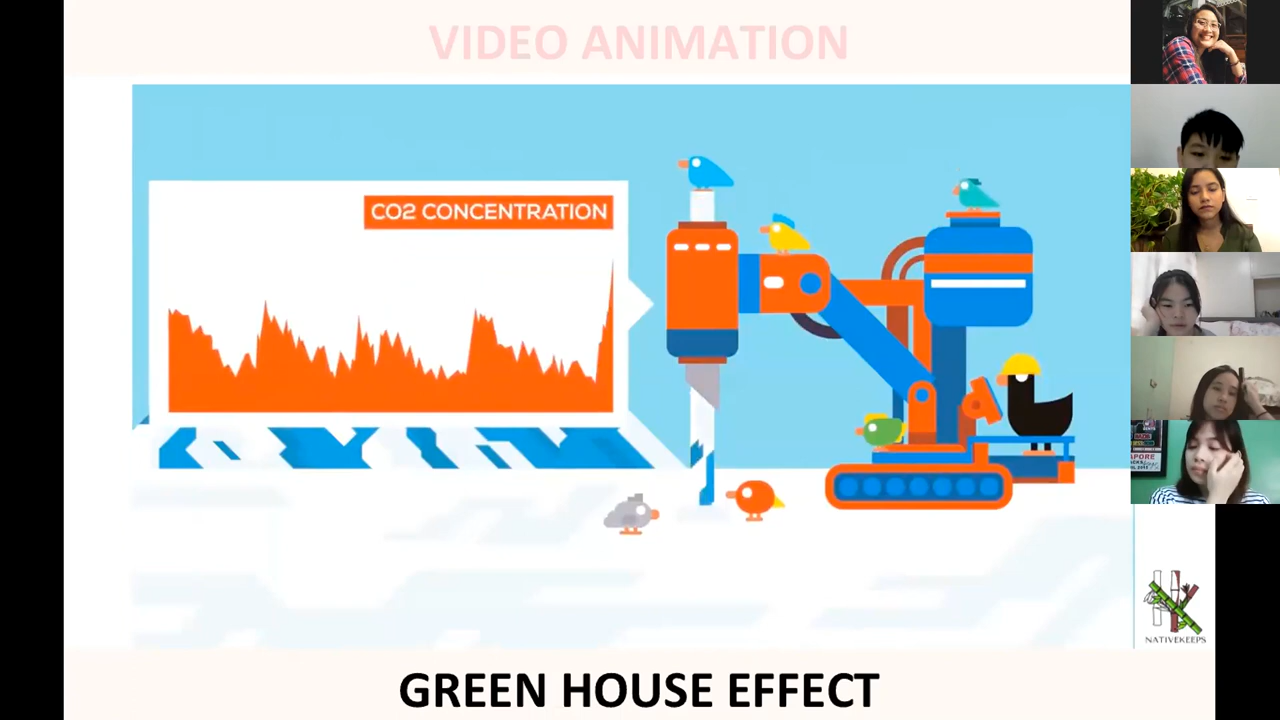 VIDEO ANIMATION
CO2 CONCENTRATION
GREEN HOUSE EFFECT
NATIVEKEEPS